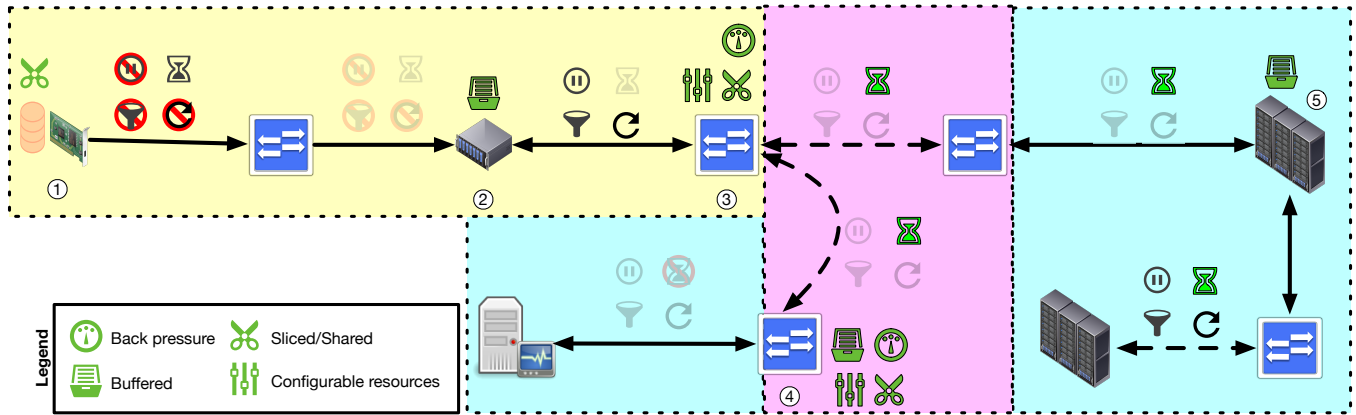 ①
②
③
⑤
④
Legend
Back pressure
Sliced/Shared
Buffered
Configurable resources